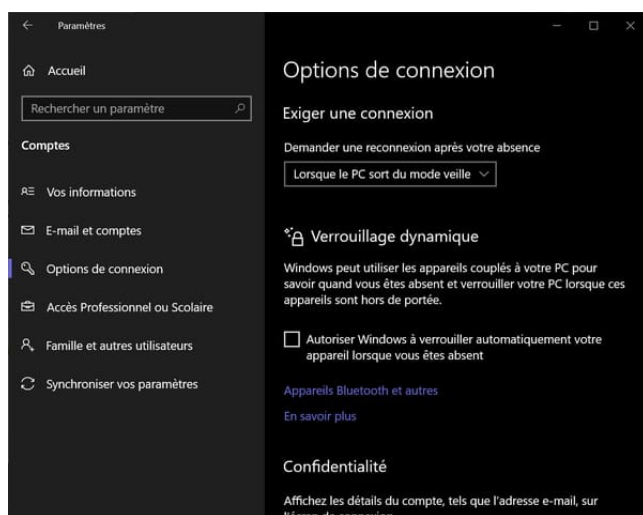 Paramètres
Accueil
Rechercher un paramètre
Comptes
Vos informations
E-mail et comptes
Options de connexion
Accès Professionnel ou Scolaire
Famille et autres utilisateurs
Synchroniser vos paramètres
Options de connexion
Exiger une connexion
Demander une reconnexion après votre absence
Lorsque le PC sort du mode veille
Verrouillage dynamique
Windows peut utiliser les appareils couplés à votre PC pour
savoir quand vous êtes absent et verrouiller votre PC lorsque ces
appareils sont hors de portée.
Autoriser Windows à verrouiller automatiquement votre
appareil lorsque vous êtes absent
Appareils Bluetooth et autres
En savoir plus
Confidentialité
Affichez les détails du compte, tels que l'adresse e-mail, sur